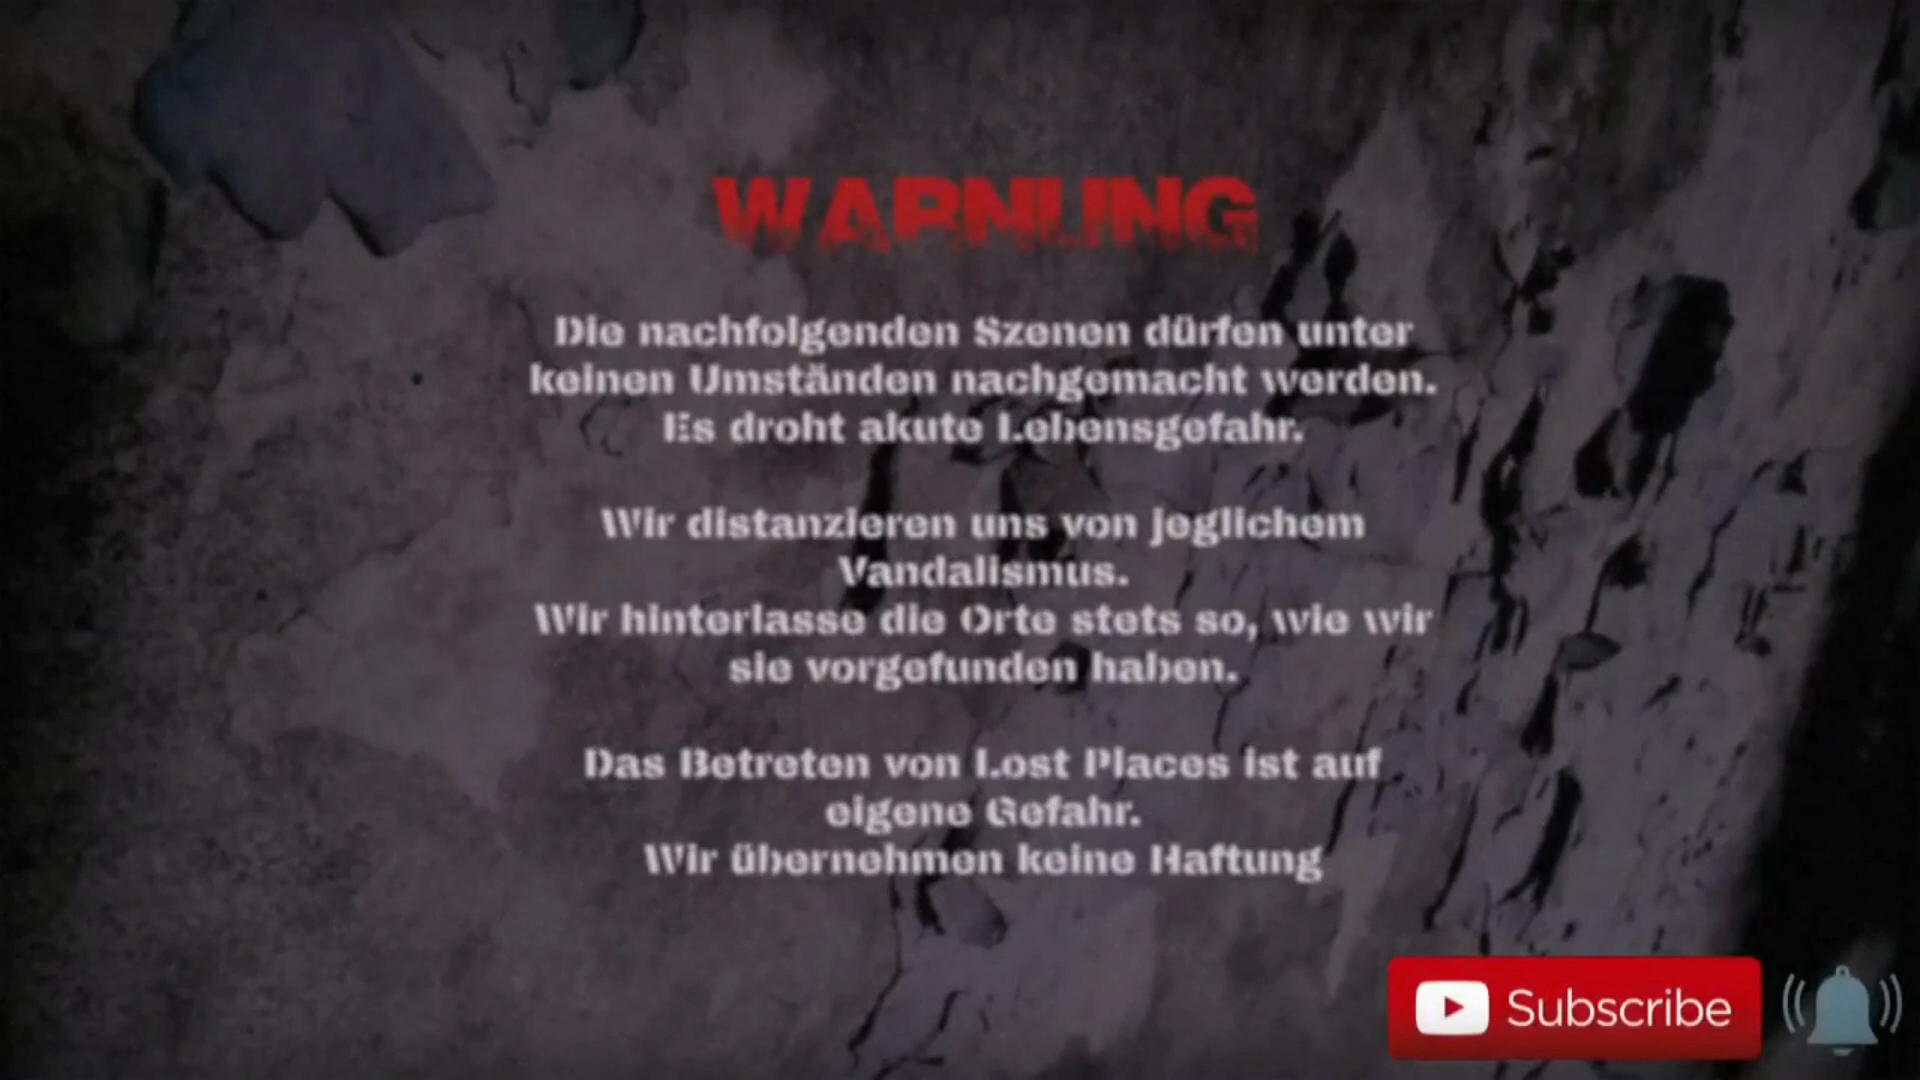 WARNUNG
Die nachfolgenden Szenen dürfen unter
keinen Umständen nachgemacht werden.
Es droht akute Lebensgefahr.
Wir distanzieren uns von jeglichem
Vandalismus.
Wir hinterlasse die Orte stets so, wie wir
sie vorgefunden haben.
Das Betreten von Lost Places ist auf
eigene Gefahr.
Wir übernehmen keine Haftung
Subscribe